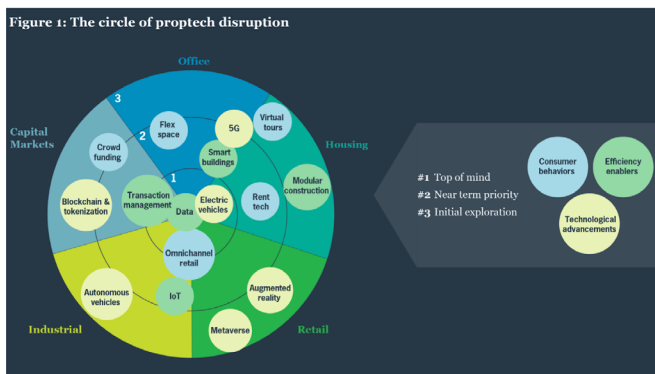 Figure 1: The circle of proptech disruption
Office
3
Capital
Markets
2
Flex
space
5G
Virtual
tours
Housing
Crowd
funding
Smart
buildings
1
Modular
construction
Blockchain &
tokenization
Transaction
management
Data
Electric
vehicles
Rent
tech
Omnichannel
retail
Autonomous
vehicles
IoT
Augmented
reality
Metaverse
Industrial
Retail
#1 Top of mind
#2 Near term priority
#3 Initial exploration
Consumer
behaviors
Efficiency
enablers
Technological
advancements